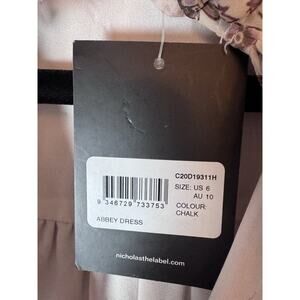 C20D19311H
SIZE: US 6
AU 10
COLOUR:
CHALK
9 346729 733753
ABBEY DRESS
nicholasthelabel.com